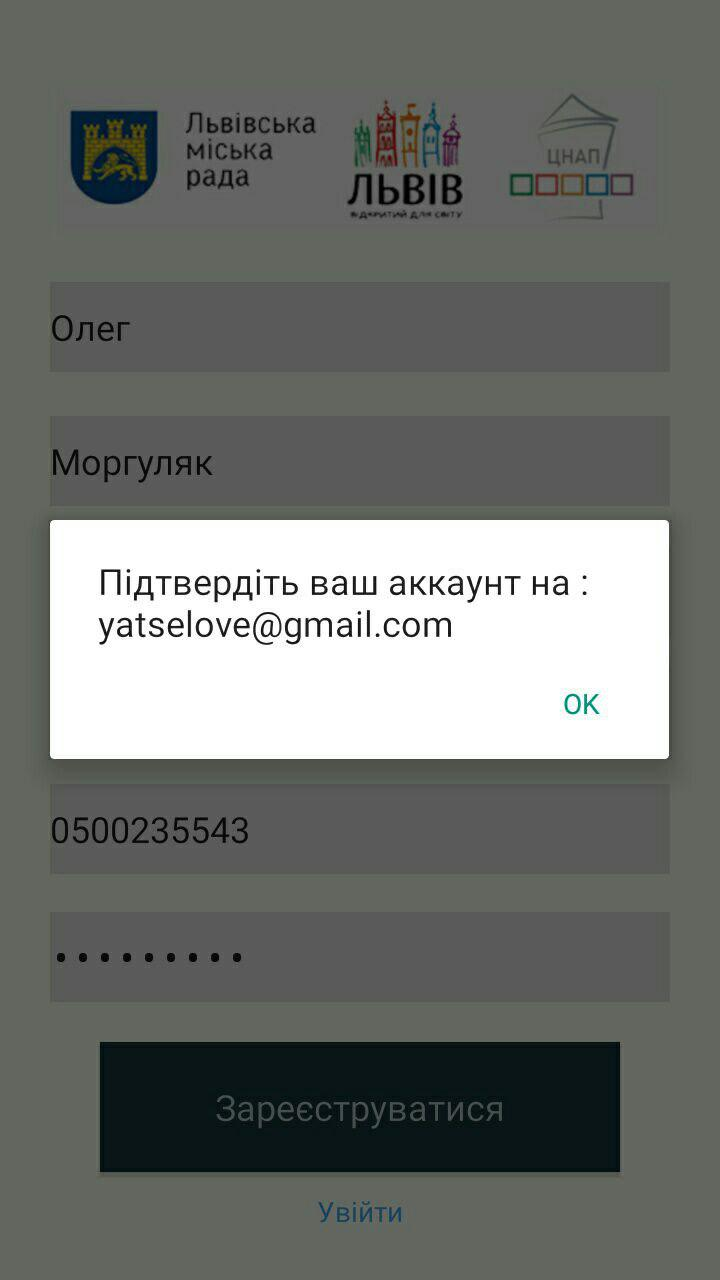 Львівська
міська
рада
ЛЬВІВ
ВІДКРИТИЙ ДЛЯ СВІТУ
ЦНАП
Олег
Моргуляк
Підтвердіть ваш аккаунт на :
yatselove@gmail.com
OK
0500235543
•••••••••
Зареєструватися
Увійти